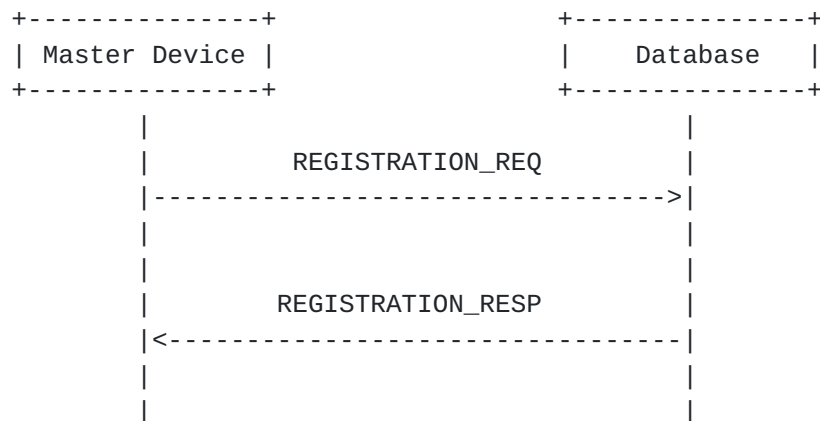 Master Device Database
REGISTRATION_REQ
REGISTRATION_RESP